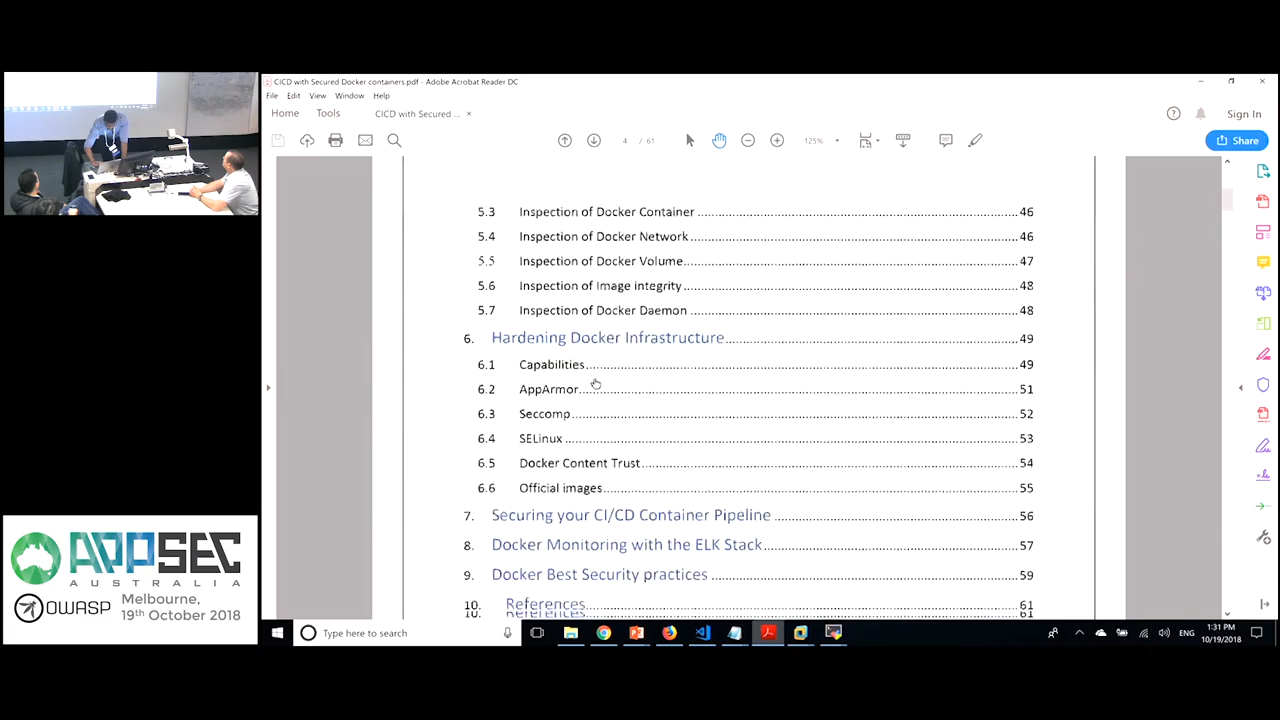 CICD with Secured Docker containers.pdf - Adobe Acrobat Reader DC
File Edit View Window Help
Home Tools CICD with Secured ... ×
Sign In
4 / 61
125%
Share
5.3 Inspection of Docker Container 46
5.4 Inspection of Docker Network 46
5.5 Inspection of Docker Volume 47
5.6 Inspection of Image integrity 48
5.7 Inspection of Docker Daemon 48
6. Hardening Docker Infrastructure 49
6.1 Capabilities 49
6.2 AppArmor 51
6.3 Seccomp 52
6.4 SELinux 53
6.5 Docker Content Trust 54
6.6 Official images 55
7. Securing your CI/CD Container Pipeline 56
8. Docker Monitoring with the ELK Stack 57
9. Docker Best Security practices 59
10. References 61
APPSEC
AUSTRALIA
OWASP
Melbourne,
19th October 2018
Type here to search
ENG
1:31 PM
10/19/2018